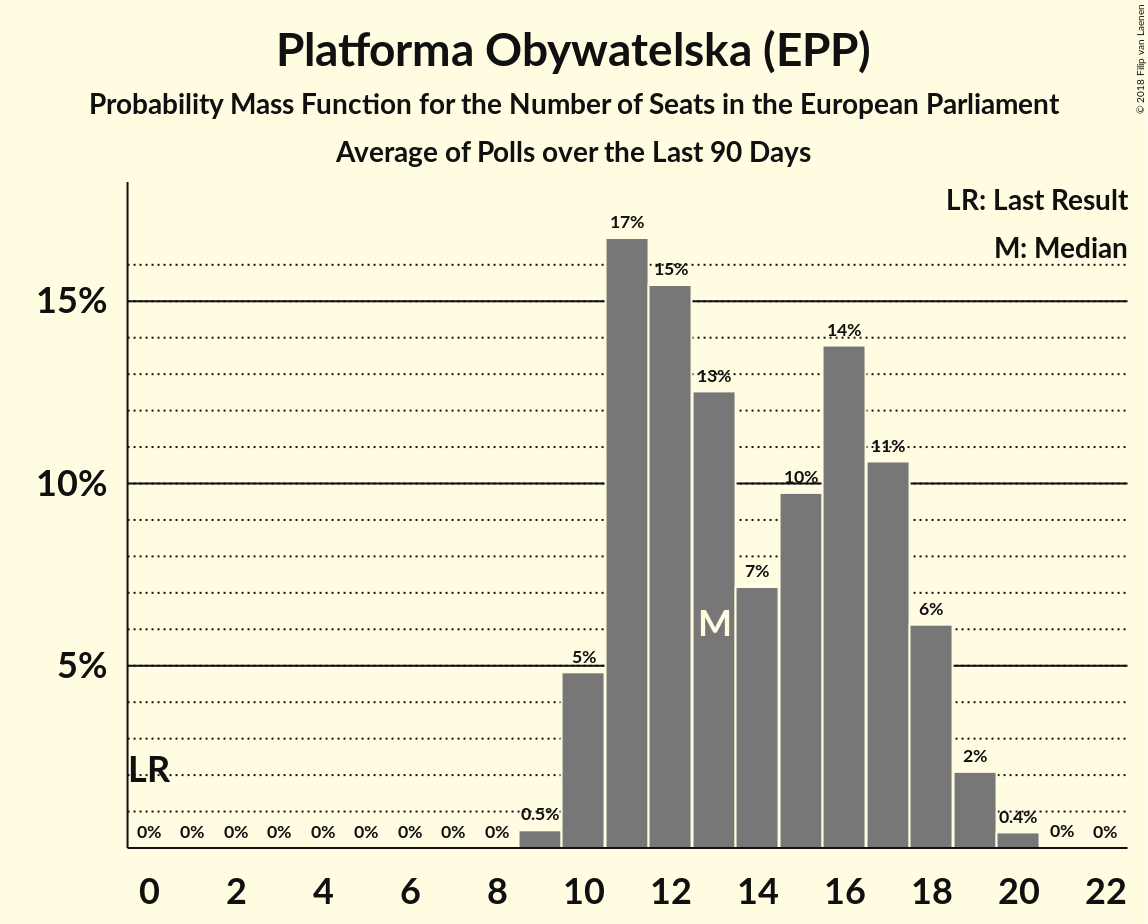 Platforma Obywatelska (EPP)
Probability Mass Function for the Number of Seats in the European Parliament
Average of Polls over the Last 90 Days
© 2018 Filip van Laenen
LR: Last Result
M: Median
17%
15%
15%
14%
13%
11%
10%
10%
7%
6%
M
5%
5%
2%
LR
0.5%
0.4%
0% 0% 0% 0% 0% 0% 0% 0% 0% 0% 0%
0 2 4 6 8 10 12 14 16 18 20 22